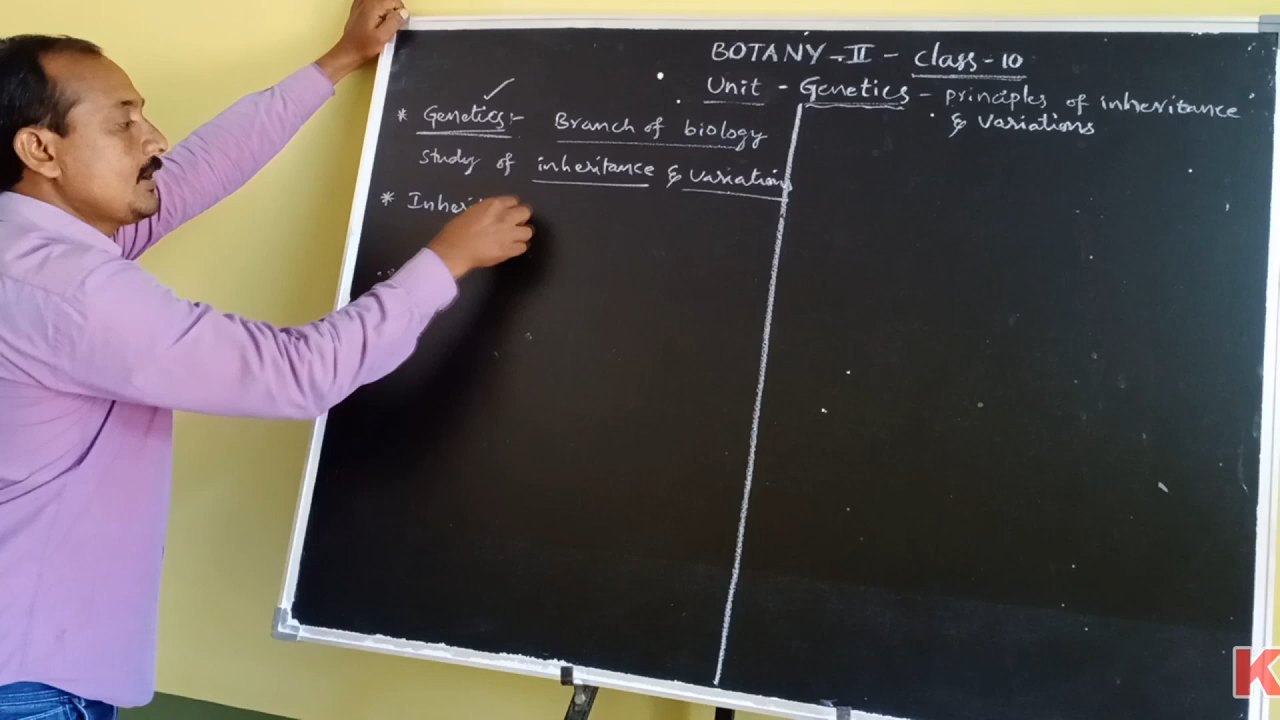 BOTANY - II - Class - 10
Unit - Genetics - principles of inheritance
& Variations
* Genetics :- Branch of biology
Study of inheritance & variations
* Inheri
K